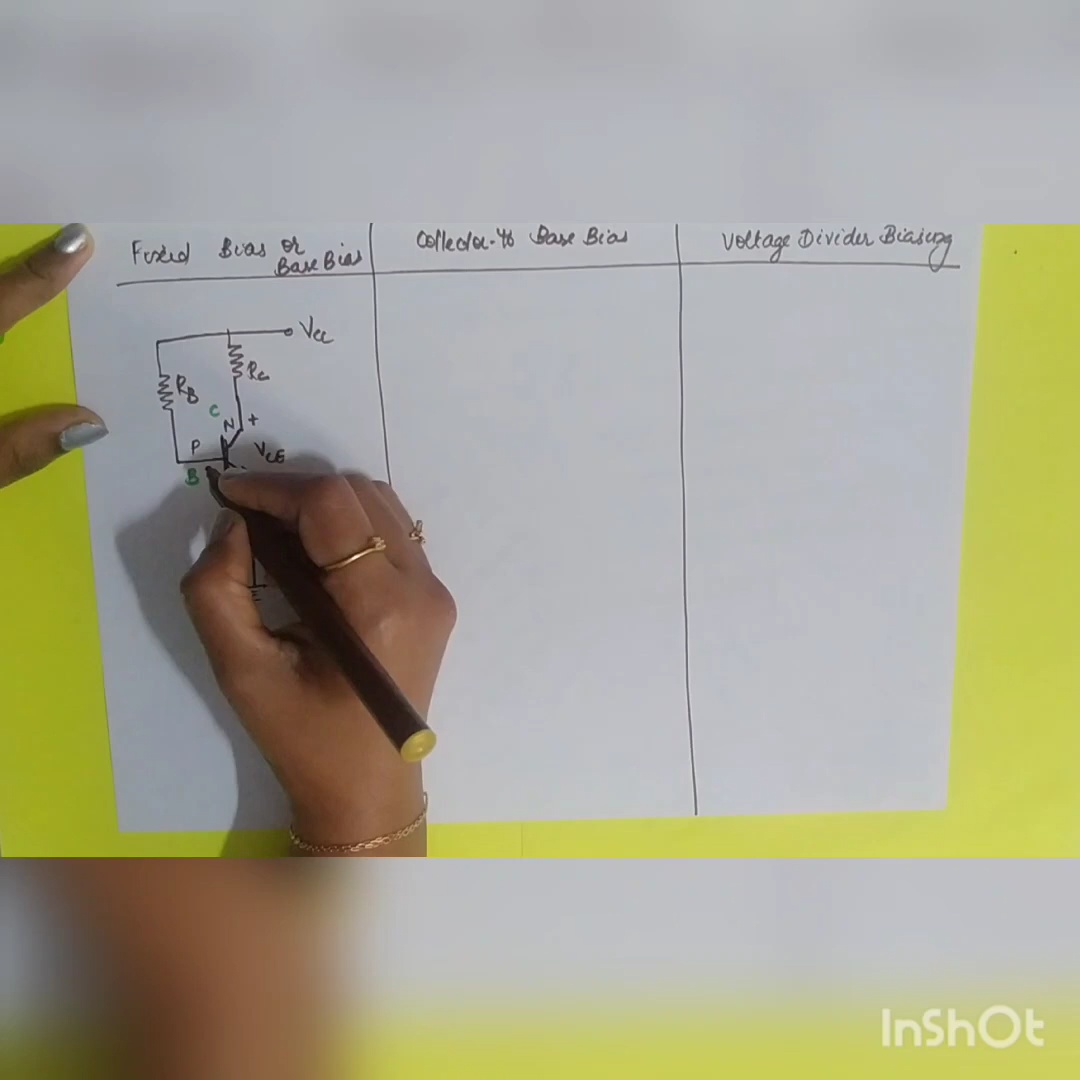 Fixed Bias or
Base Bias
Collector-to Base Bias
Voltage Divider Biasing
Vcc
RB
Rc
C
N +
P
VCE
B
InShOt